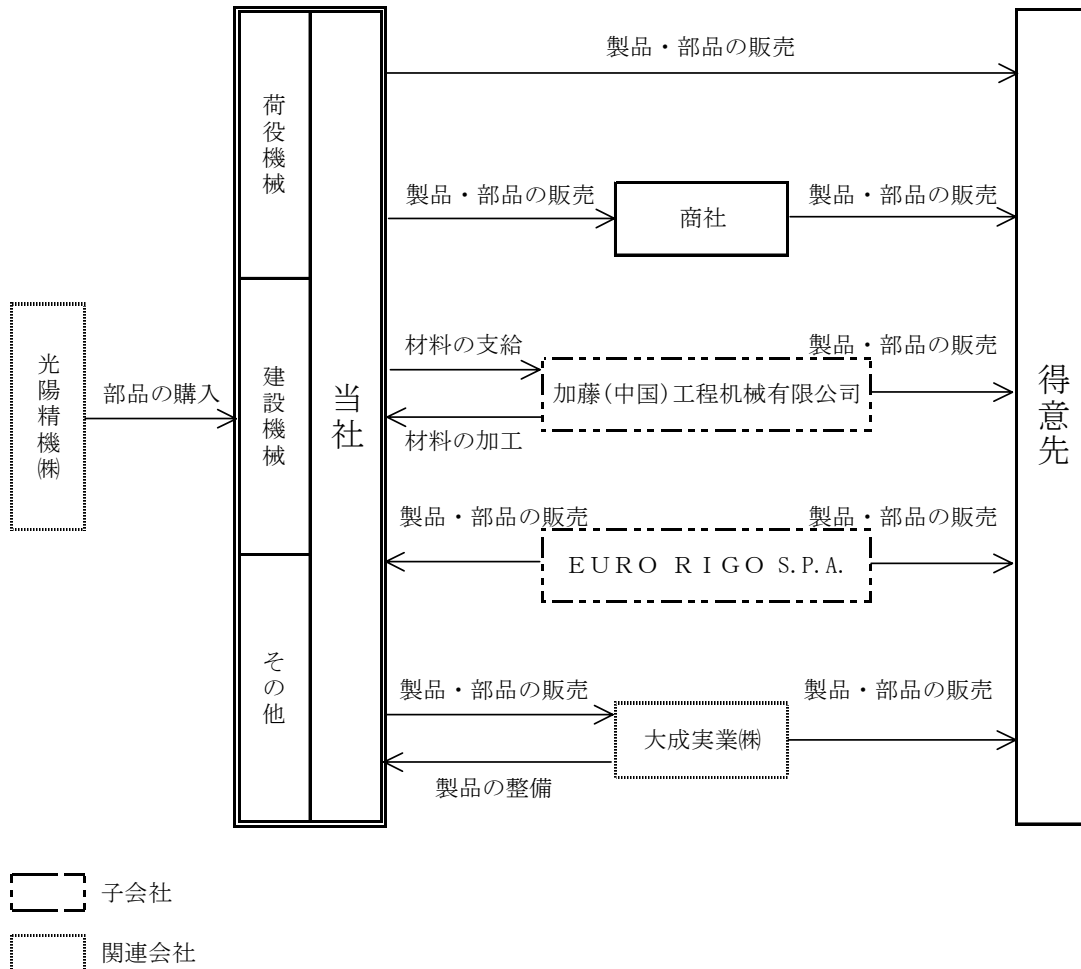 製品・部品の販売
荷役機械
製品・部品の販売
商社
製品・部品の販売
光陽精機㈱
部品の購入
建設機械
当社
材料の支給
加藤(中国)工程机械有限公司
製品・部品の販売
材料の加工
得意先
製品・部品の販売
EURO RIGO S.P.A.
製品・部品の販売
その他
製品・部品の販売
大成実業㈱
製品・部品の販売
製品の整備
子会社
関連会社